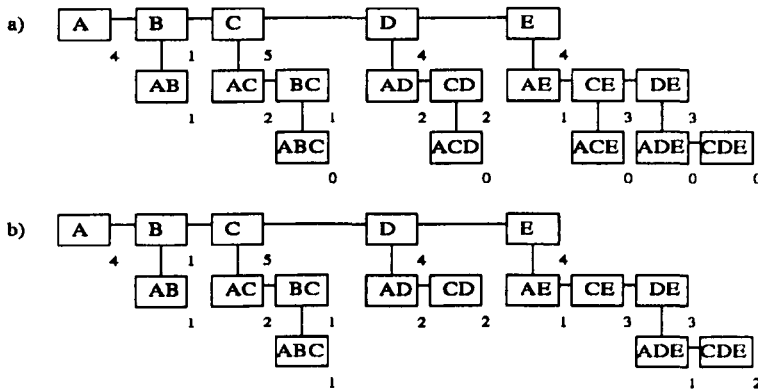 a) A B C D E
4 1 5 4 4
AB AC BC AD CD AE CE DE
1 2 1 2 2 1 3 3
ABC ACD ACE ADE CDE
0 0 0 0 0
b) A B C D E
4 1 5 4 4
AB AC BC AD CD AE CE DE
1 2 1 2 2 1 3 3
ABC ADE CDE
1 1 2